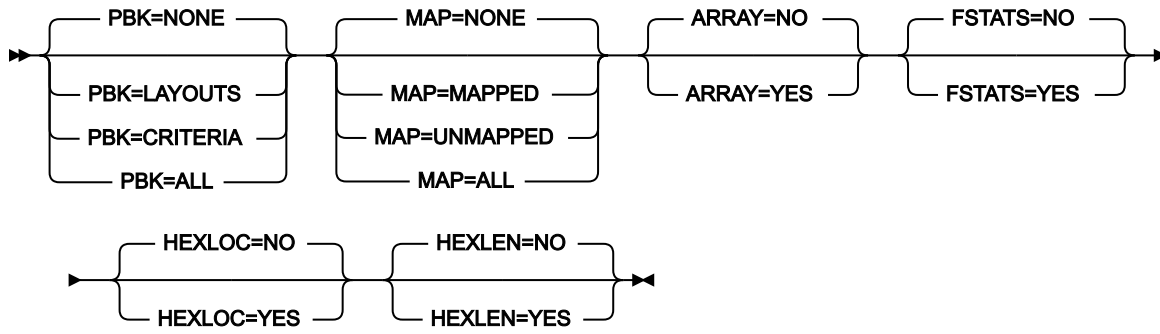 PBK=NONE MAP=NONE ARRAY=NO FSTATS=NO
PBK=LAYOUTS MAP=MAPPED ARRAY=YES FSTATS=YES
PBK=CRITERIA MAP=UNMAPPED
PBK=ALL MAP=ALL
HEXLOC=NO HEXLEN=NO
HEXLOC=YES HEXLEN=YES